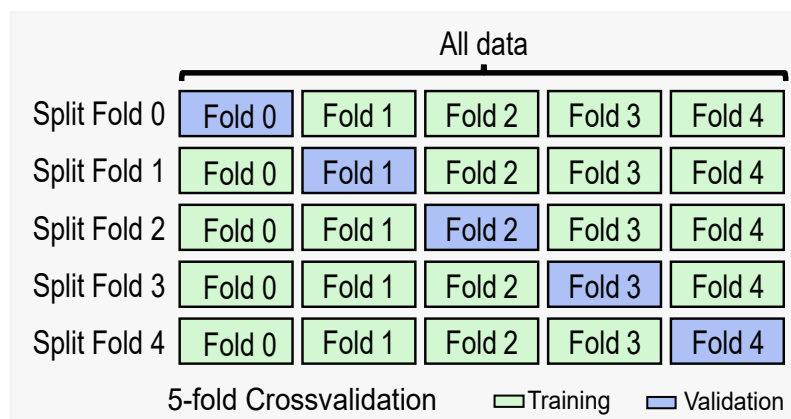 All data
Split Fold 0 Fold 0 Fold 1 Fold 2 Fold 3 Fold 4
Split Fold 1 Fold 0 Fold 1 Fold 2 Fold 3 Fold 4
Split Fold 2 Fold 0 Fold 1 Fold 2 Fold 3 Fold 4
Split Fold 3 Fold 0 Fold 1 Fold 2 Fold 3 Fold 4
Split Fold 4 Fold 0 Fold 1 Fold 2 Fold 3 Fold 4
5-fold Crossvalidation Training Validation